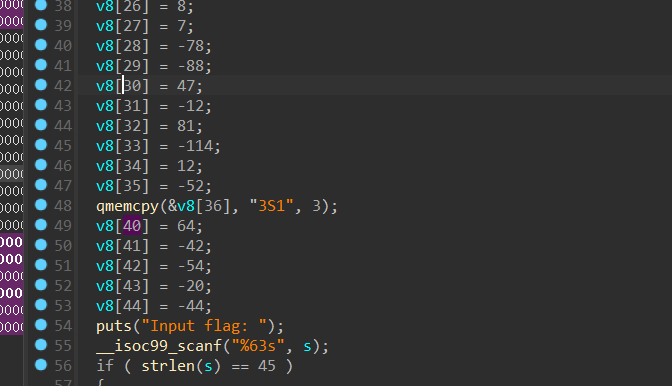 38 v8[26] = 8;
39 v8[27] = 7;
40 v8[28] = -78;
41 v8[29] = -88;
42 v8[30] = 47;
43 v8[31] = -12;
44 v8[32] = 81;
45 v8[33] = -114;
46 v8[34] = 12;
47 v8[35] = -52;
48 qmemcpy(&v8[36], "3S1", 3);
49 v8[40] = 64;
50 v8[41] = -42;
51 v8[42] = -54;
52 v8[43] = -20;
53 v8[44] = -44;
54 puts("Input flag: ");
55 __isoc99_scanf("%63s", s);
56 if ( strlen(s) == 45 )
57 {